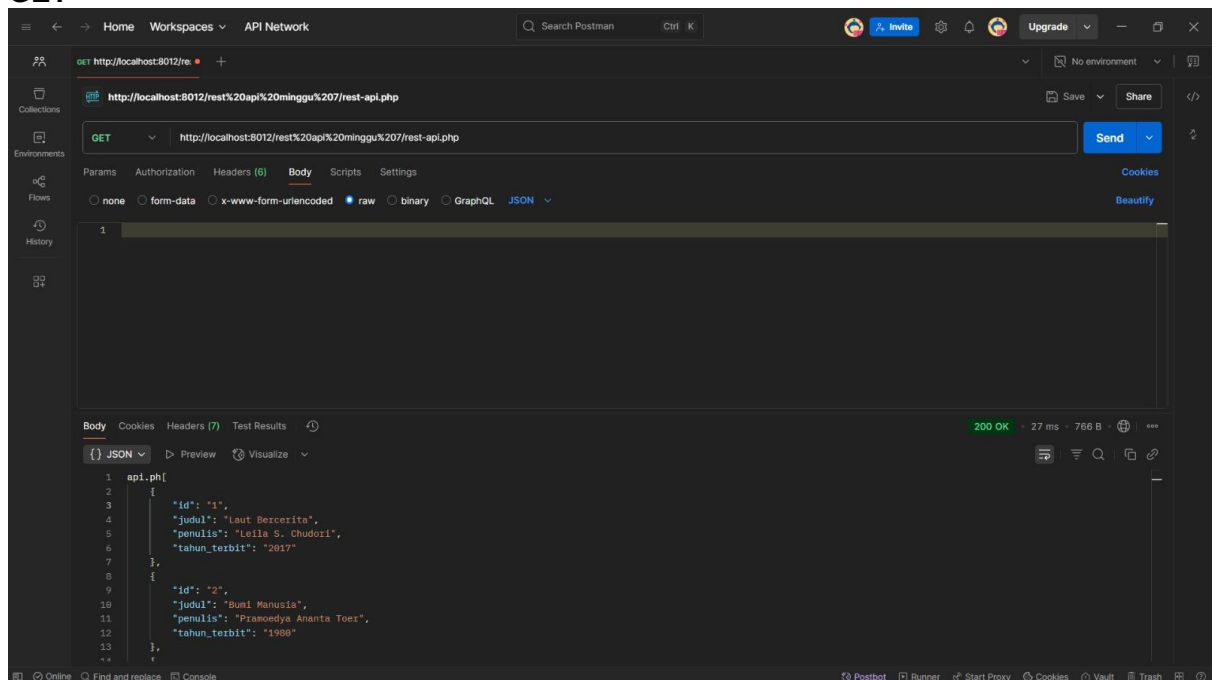 GET
Home Workspaces API Network Search Postman Ctrl K Invite Upgrade
GET http://localhost:8012/re: + No environment
Collections
http://localhost:8012/rest%20api%20minggu%207/rest-api.php Save Share
Environments
GET http://localhost:8012/rest%20api%20minggu%207/rest-api.php Send
Params Authorization Headers (6) Body Scripts Settings Cookies
Flows
none form-data x-www-form-urlencoded raw binary GraphQL JSON Beautify
History
1
Body Cookies Headers (7) Test Results 200 OK 27 ms 766 B
{} JSON Preview Visualize
1 api.ph[
2 {
3 "id": "1",
4 "judul": "Laut Bercerita",
5 "penulis": "Leila S. Chudori",
6 "tahun_terbit": "2017"
7 },
8 {
9 "id": "2",
10 "judul": "Bumi Manusia",
11 "penulis": "Pramoedya Ananta Toer",
12 "tahun_terbit": "1980"
13 },
Online Find and replace Console Postbot Runner Start Proxy Cookies Vault Trash